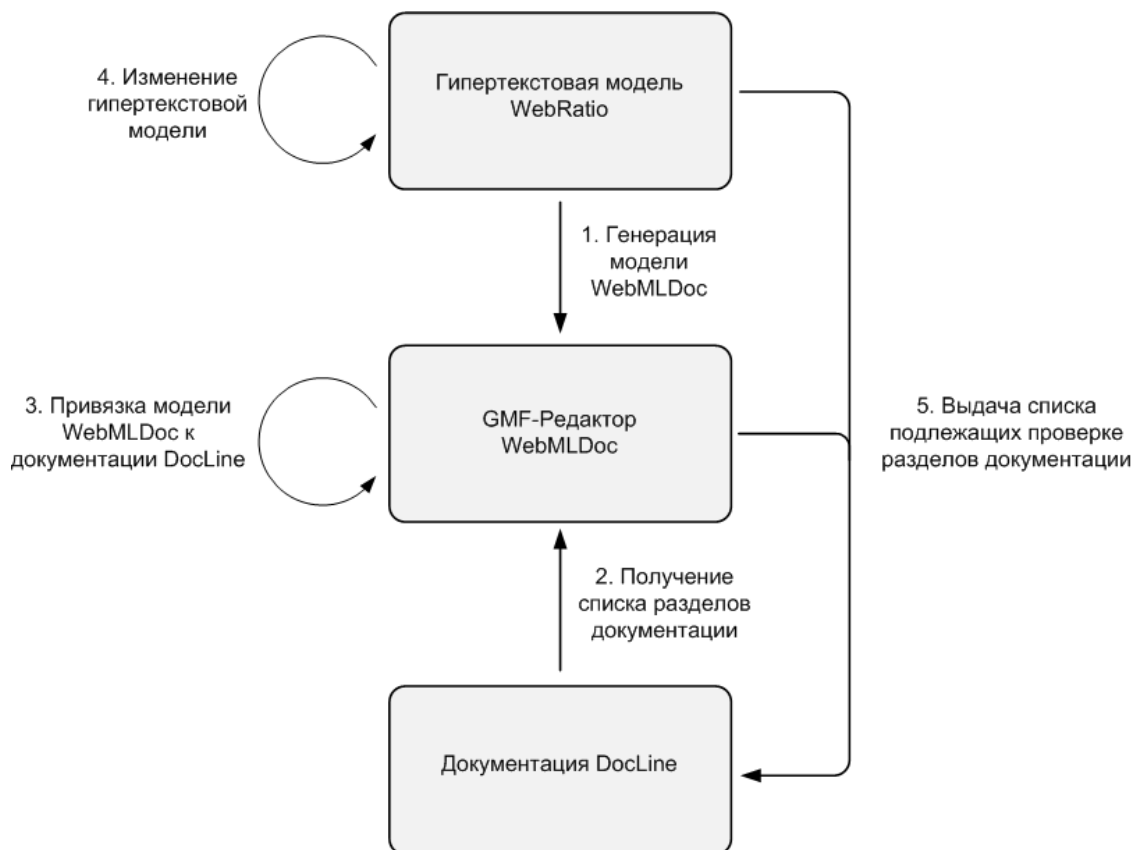 4. Изменение
гипертекстовой
модели
Гипертекстовая модель
WebRatio
1. Генерация
модели
WebMLDoc
3. Привязка модели
WebMLDoc к
документации DocLine
GMF-Редактор
WebMLDoc
5. Выдача списка
подлежащих проверке
разделов документации
2. Получение
списка разделов
документации
Документация DocLine